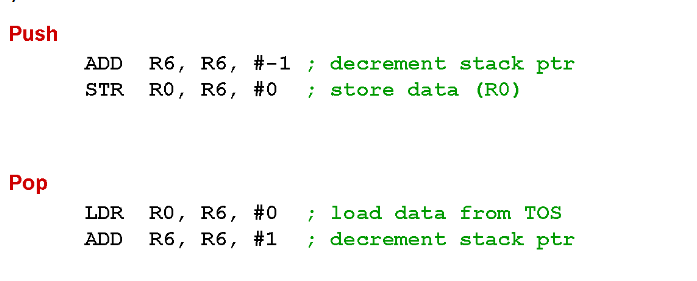 Push
ADD R6, R6, #-1 ; decrement stack ptr
STR R0, R6, #0 ; store data (R0)
Pop
LDR R0, R6, #0 ; load data from TOS
ADD R6, R6, #1 ; decrement stack ptr